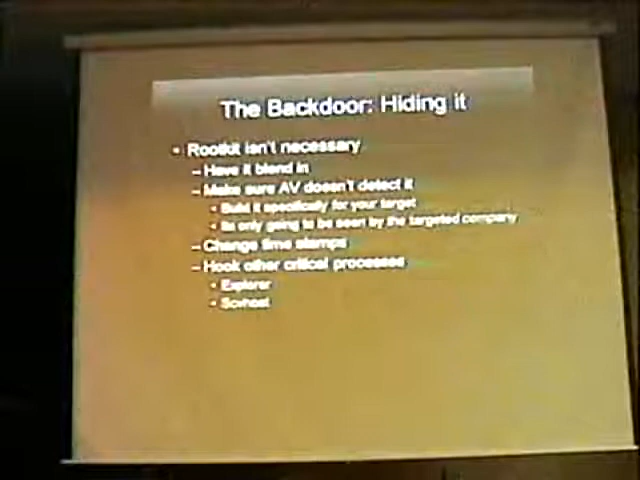 The Backdoor: Hiding it
• Rootkit isn't necessary
– Have it blend in
– Make sure AV doesn't detect it
• Build it specifically for your target
• Its only going to be seen by the targeted company
– Change time stamps
– Hook other critical processes
• Explorer
• Scvhost